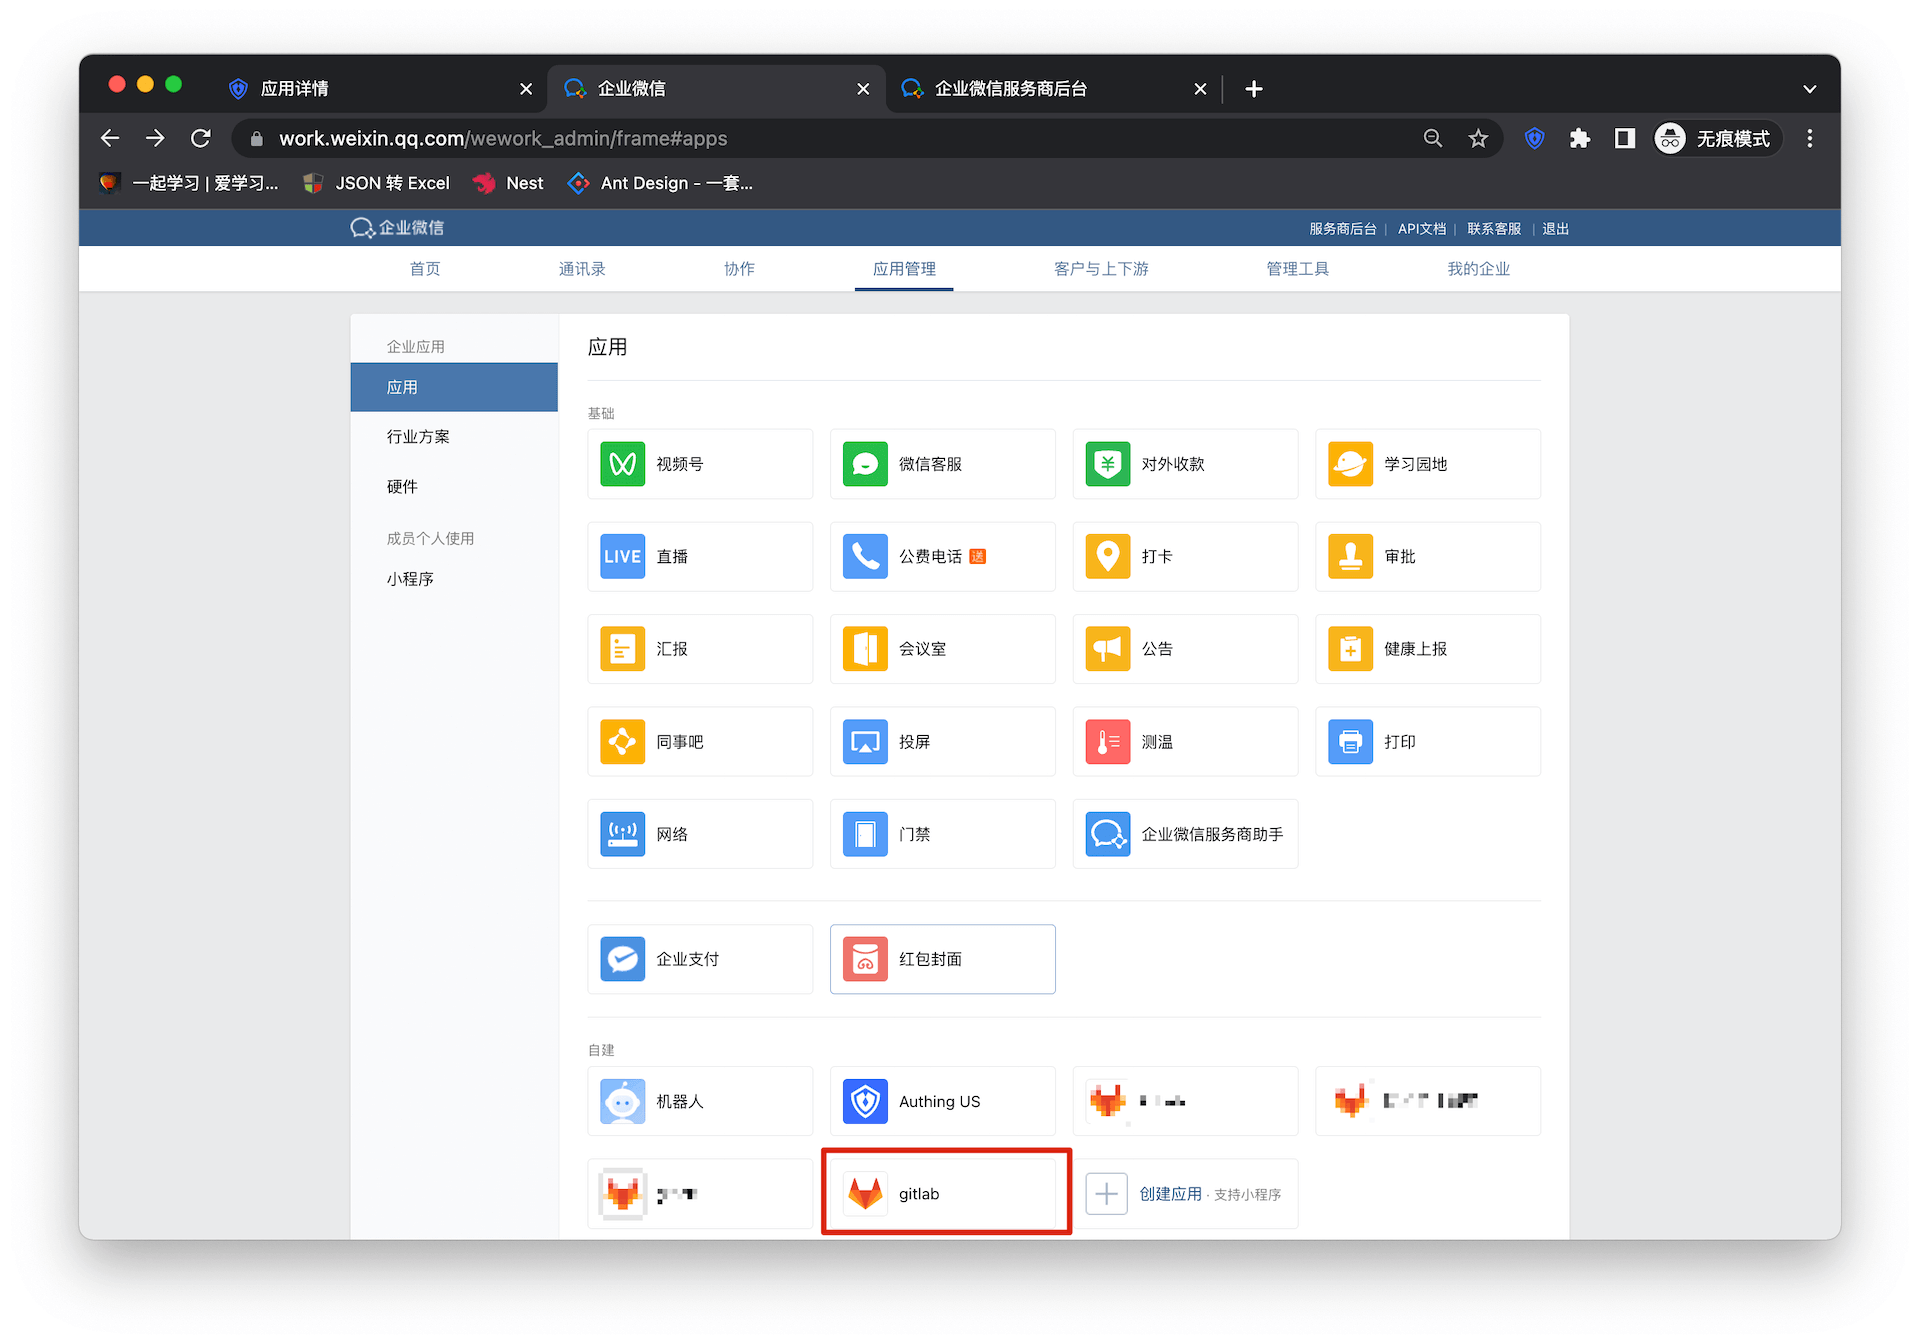 应用详情
企业微信
企业微信服务商后台
work.weixin.qq.com/wework_admin/frame#apps
无痕模式
一起学习 | 爱学习...
JSON 转 Excel
Nest
Ant Design - 一套...
企业微信
服务商后台 | API文档 | 联系客服 | 退出
首页
通讯录
协作
应用管理
客户与上下游
管理工具
我的企业
企业应用
应用
行业方案
硬件
成员个人使用
小程序
应用
基础
视频号
微信客服
对外收款
学习园地
LIVE
直播
公费电话 送
打卡
审批
汇报
会议室
公告
健康上报
同事吧
投屏
测温
打印
网络
门禁
企业微信服务商助手
企业支付
红包封面
自建
机器人
Authing US
gitlab
创建应用 · 支持小程序